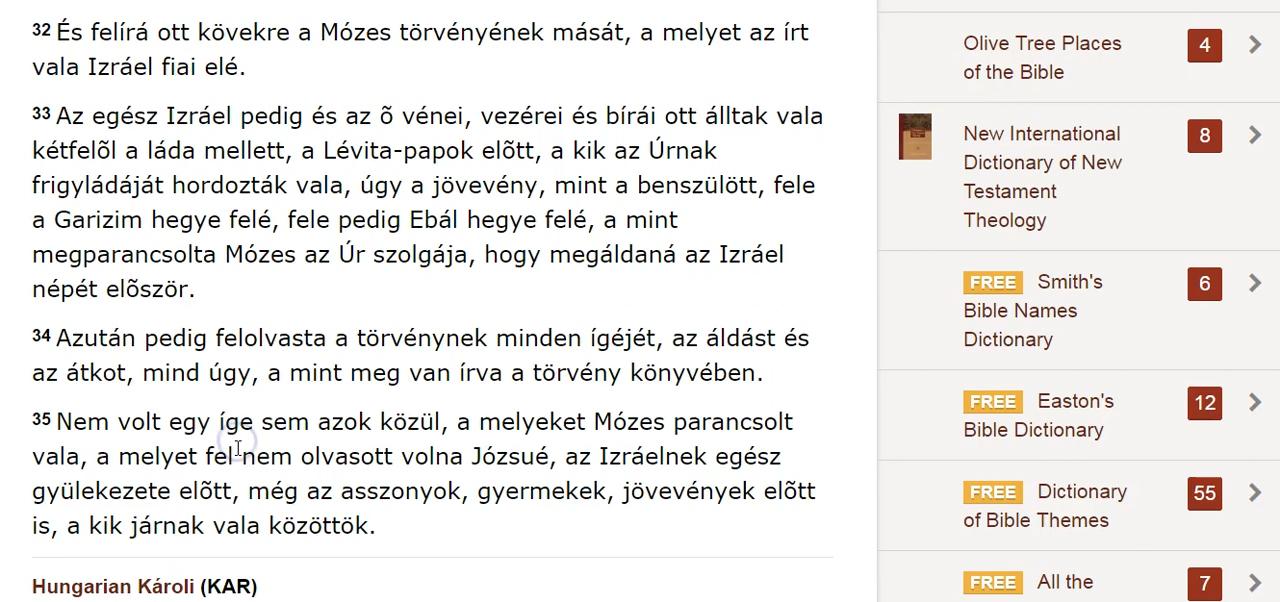 32 És felírá ott kövekre a Mózes törvényének mását, a melyet az írt
vala Izráel fiai elé.
33 Az egész Izráel pedig és az õ vénei, vezérei és bírái ott álltak vala
kétfelõl a láda mellett, a Lévita-papok elõtt, a kik az Úrnak
frigyládáját hordozták vala, úgy a jövevény, mint a benszülött, fele
a Garizim hegye felé, fele pedig Ebál hegye felé, a mint
megparancsolta Mózes az Úr szolgája, hogy megáldaná az Izráel
népét elõször.
34 Azután pedig felolvasta a törvénynek minden ígéjét, az áldást és
az átkot, mind úgy, a mint meg van írva a törvény könyvében.
35 Nem volt egy íge sem azok közül, a melyeket Mózes parancsolt
vala, a melyet fel nem olvasott volna Józsué, az Izráelnek egész
gyülekezete elõtt, még az asszonyok, gyermekek, jövevények elõtt
is, a kik járnak vala közöttök.
Hungarian Károli (KAR)
Olive Tree Places
of the Bible
4
New International
Dictionary of New
Testament
Theology
8
FREE Smith's
Bible Names
Dictionary
6
FREE Easton's
Bible Dictionary
12
FREE Dictionary
of Bible Themes
55
FREE All the
7